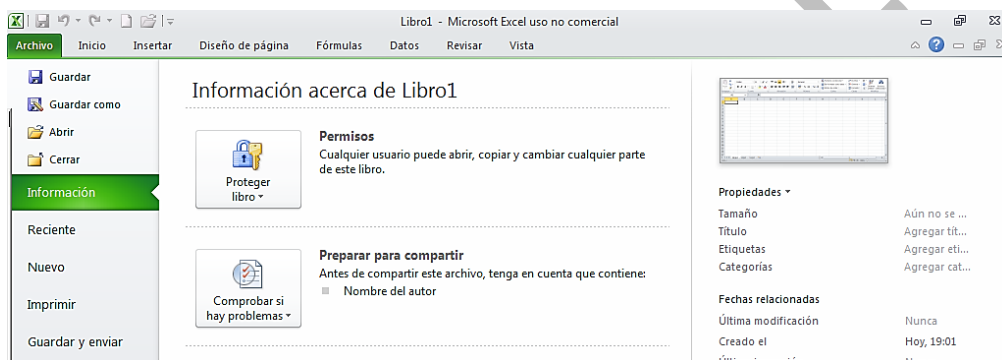 Libro1 - Microsoft Excel uso no comercial
Archivo Inicio Insertar Diseño de página Fórmulas Datos Revisar Vista
Guardar
Guardar como
Abrir
Cerrar
Información
Reciente
Nuevo
Imprimir
Guardar y enviar
Información acerca de Libro1
Proteger
libro
Permisos
Cualquier usuario puede abrir, copiar y cambiar cualquier parte
de este libro.
Comprobar si
hay problemas
Preparar para compartir
Antes de compartir este archivo, tenga en cuenta que contiene:
Nombre del autor
Propiedades
Tamaño Aún no se ...
Título Agregar tít...
Etiquetas Agregar eti...
Categorías Agregar cat...
Fechas relacionadas
Última modificación Nunca
Creado el Hoy, 19:01